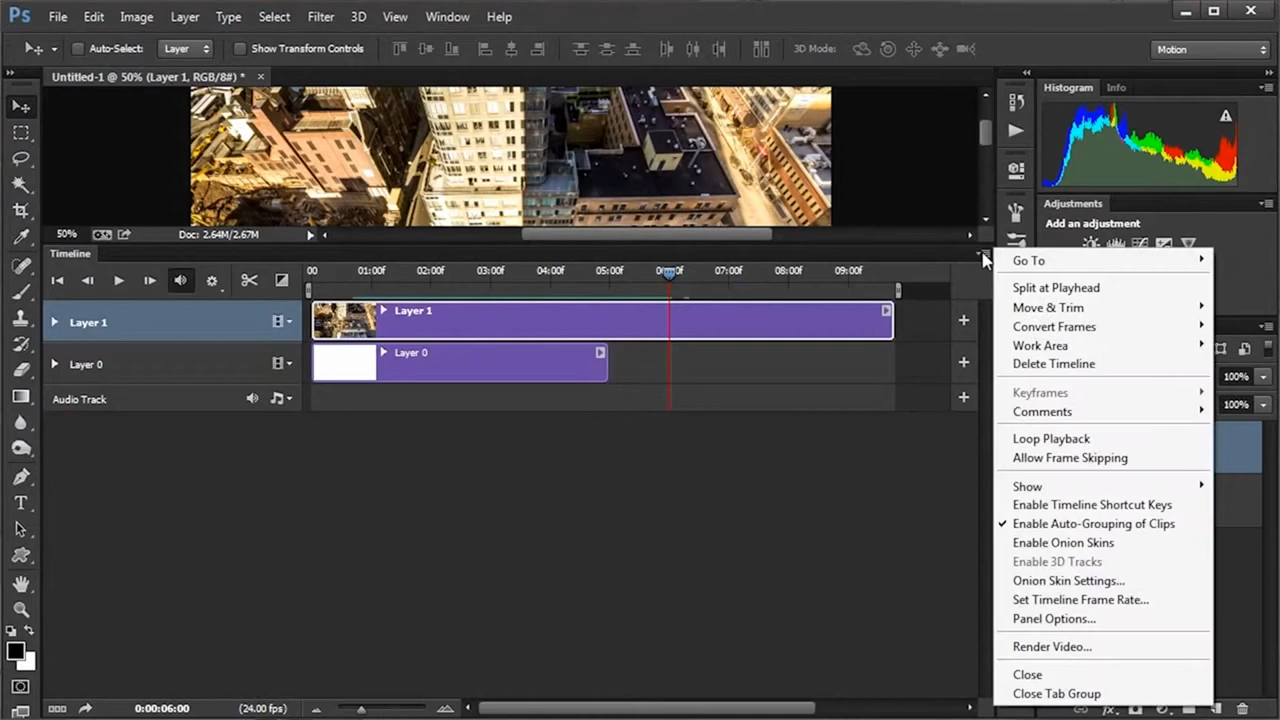 Ps File Edit Image Layer Type Select Filter 3D View Window Help
Auto-Select: Layer Show Transform Controls 3D Mode: Motion
Untitled-1 @ 50% (Layer 1, RGB/8#) *
Histogram Info
Adjustments
Add an adjustment
50% Doc: 2.64M/2.67M
Timeline
00 01:00f 02:00f 03:00f 04:00f 05:00f 06:00f 07:00f 08:00f 09:00f
Layer 1 Layer 1
Layer 0 Layer 0
Audio Track
Go To
Split at Playhead
Move & Trim
Convert Frames
Work Area
Delete Timeline
Keyframes
Comments
Loop Playback
Allow Frame Skipping
Show
Enable Timeline Shortcut Keys
Enable Auto-Grouping of Clips
Enable Onion Skins
Enable 3D Tracks
Onion Skin Settings...
Set Timeline Frame Rate...
Panel Options...
Render Video...
Close
Close Tab Group
100%
100%
fx
T
0:00:06:00 (24.00 fps)